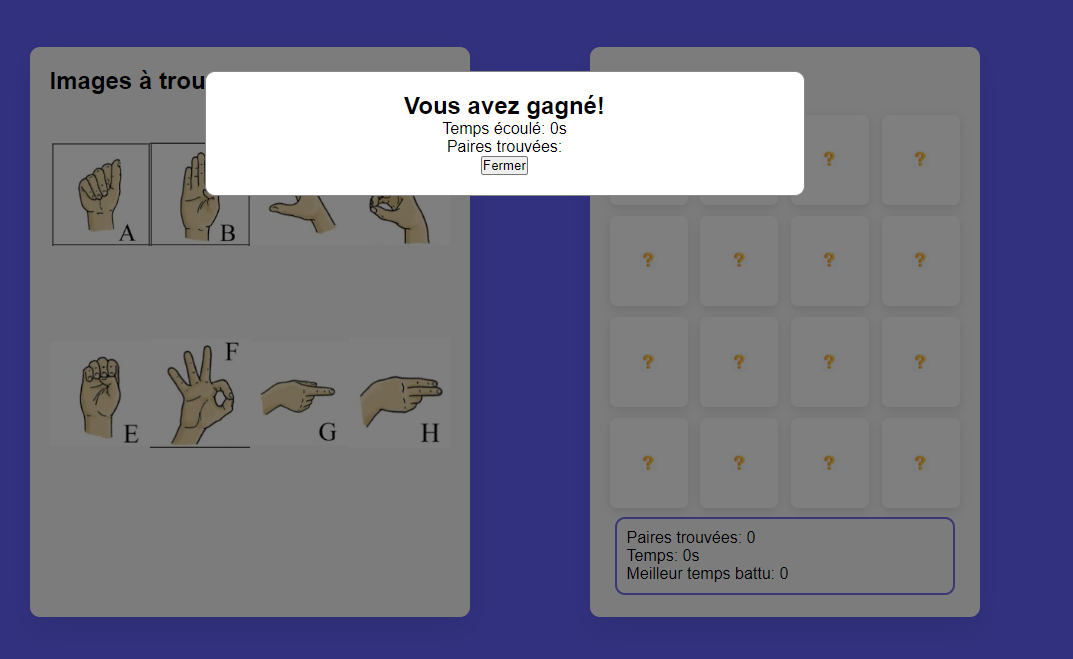 Images à trou
Vous avez gagné!
Temps écoulé: 0s
Paires trouvées:
Fermer
A
B
E
F
G
H
?
?
?
?
?
?
?
?
?
?
?
?
?
?
Paires trouvées: 0
Temps: 0s
Meilleur temps battu: 0